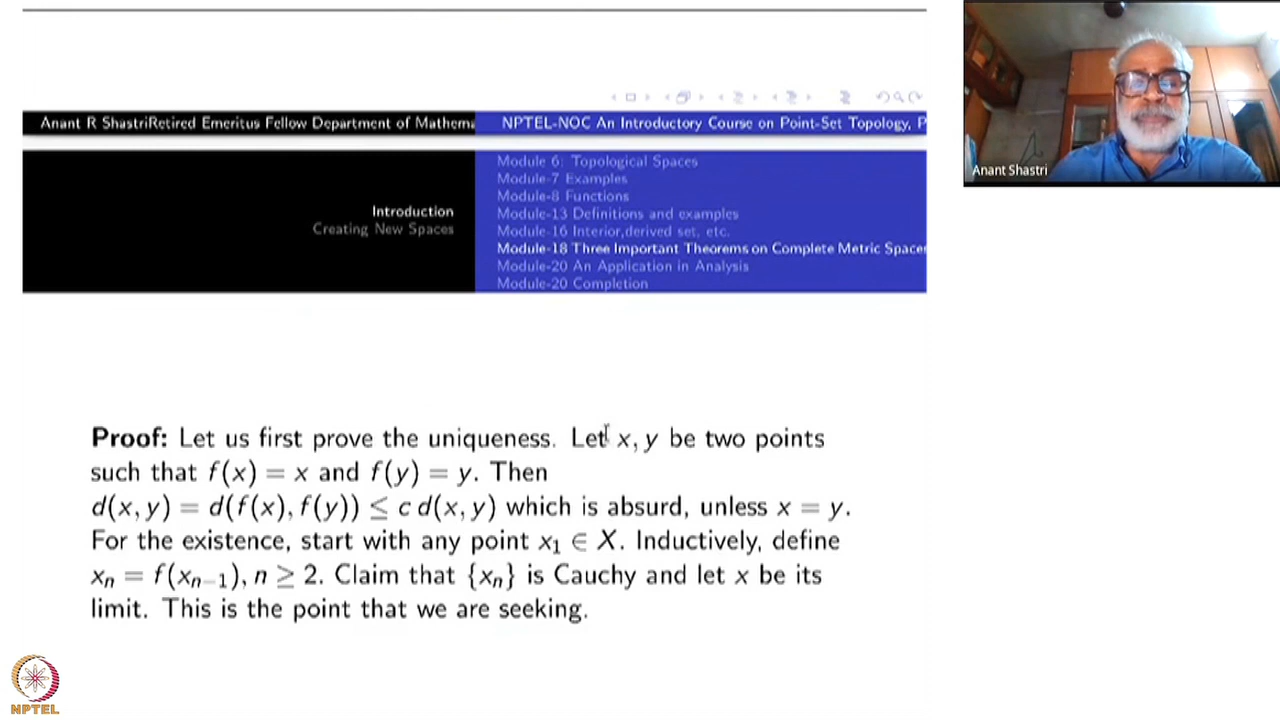 Anant R ShastriRetired Emeritus Fellow Department of Mathema
NPTEL-NOC An Introductory Course on Point-Set Topology, P
Introduction
Creating New Spaces
Module 6: Topological Spaces
Module-7 Examples
Module-8 Functions
Module-13 Definitions and examples
Module-16 Interior,derived set, etc.
Module-18 Three Important Theorems on Complete Metric Space
Module-20 An Application in Analysis
Module-20 Completion
Proof: Let us first prove the uniqueness. Let x, y be two points
such that f(x) = x and f(y) = y. Then
d(x, y) = d(f(x), f(y)) ≤ c d(x, y) which is absurd, unless x = y.
For the existence, start with any point x₁ ∈ X. Inductively, define
xₙ = f(xₙ₋₁), n ≥ 2. Claim that {xₙ} is Cauchy and let x be its
limit. This is the point that we are seeking.
Anant Shastri
NPTEL